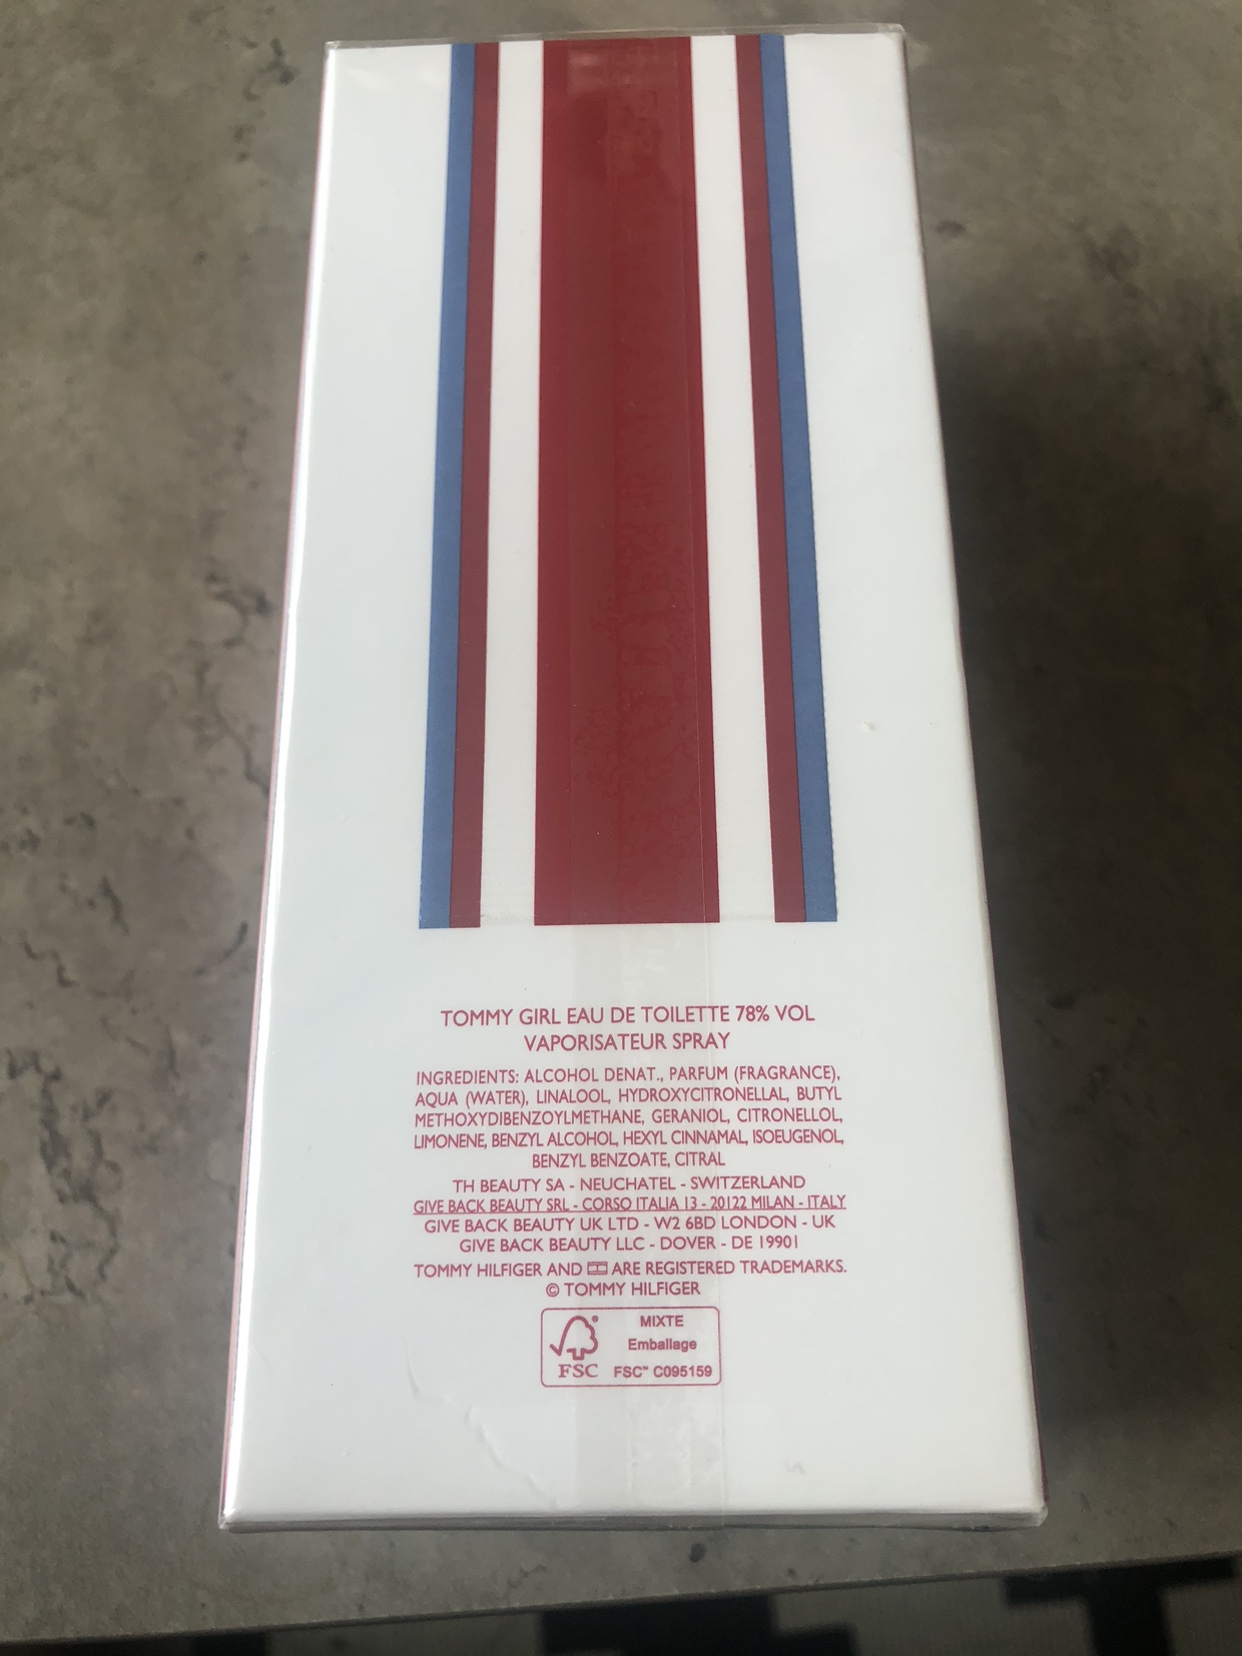 TOMMY GIRL EAU DE TOILETTE 78% VOL
VAPORISATEUR SPRAY
INGREDIENTS: ALCOHOL DENAT., PARFUM (FRAGRANCE),
AQUA (WATER), LINALOOL, HYDROXYCITRONELLAL, BUTYL
METHOXYDIBENZOYLMETHANE, GERANIOL, CITRONELLOL,
LIMONENE, BENZYL ALCOHOL, HEXYL CINNAMAL, ISOEUGENOL,
BENZYL BENZOATE, CITRAL
TH BEAUTY SA - NEUCHATEL - SWITZERLAND
GIVE BACK BEAUTY SRL - CORSO ITALIA 13 - 20122 MILAN - ITALY
GIVE BACK BEAUTY UK LTD - W2 6BD LONDON - UK
GIVE BACK BEAUTY LLC - DOVER - DE 19901
TOMMY HILFIGER AND ARE REGISTERED TRADEMARKS.
© TOMMY HILFIGER
MIXTE
Emballage
FSC FSC™ C095159